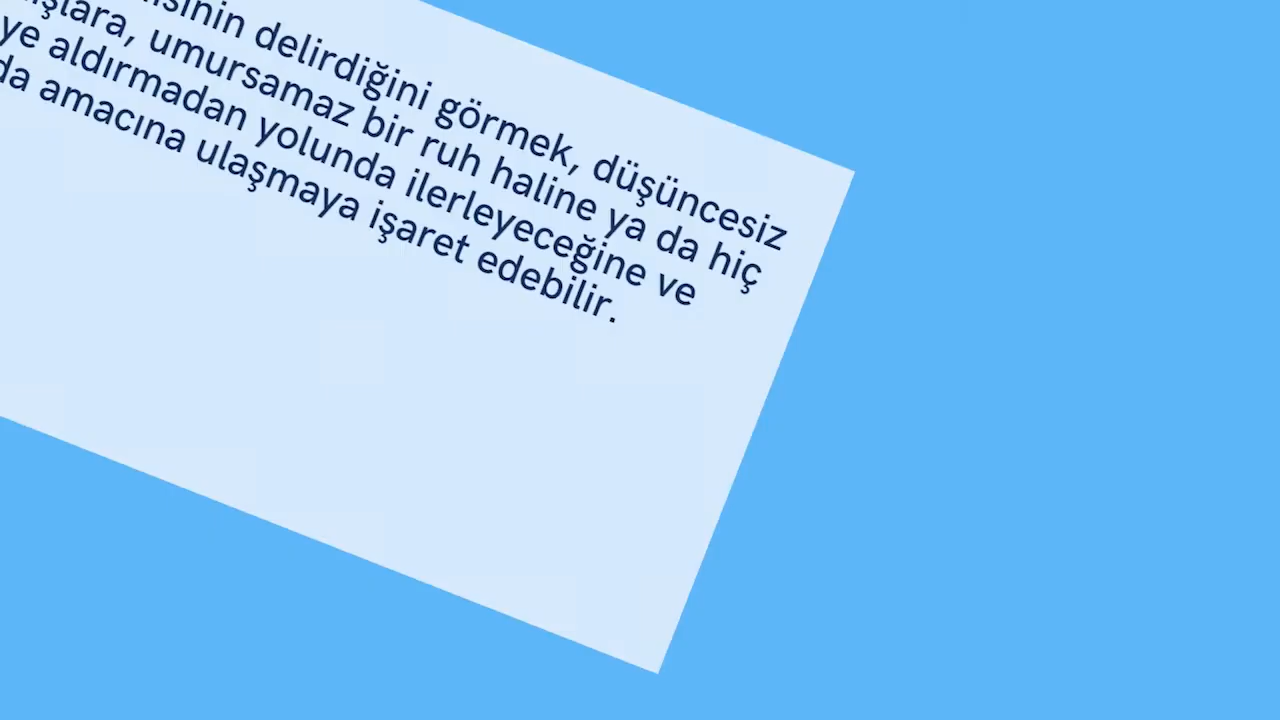 delirdiğini görmek, düşüncesiz
umursamaz bir ruh haline ya da hiç
aldırmadan yolunda ilerleyeceğine ve
amacına ulaşmaya işaret edebilir.